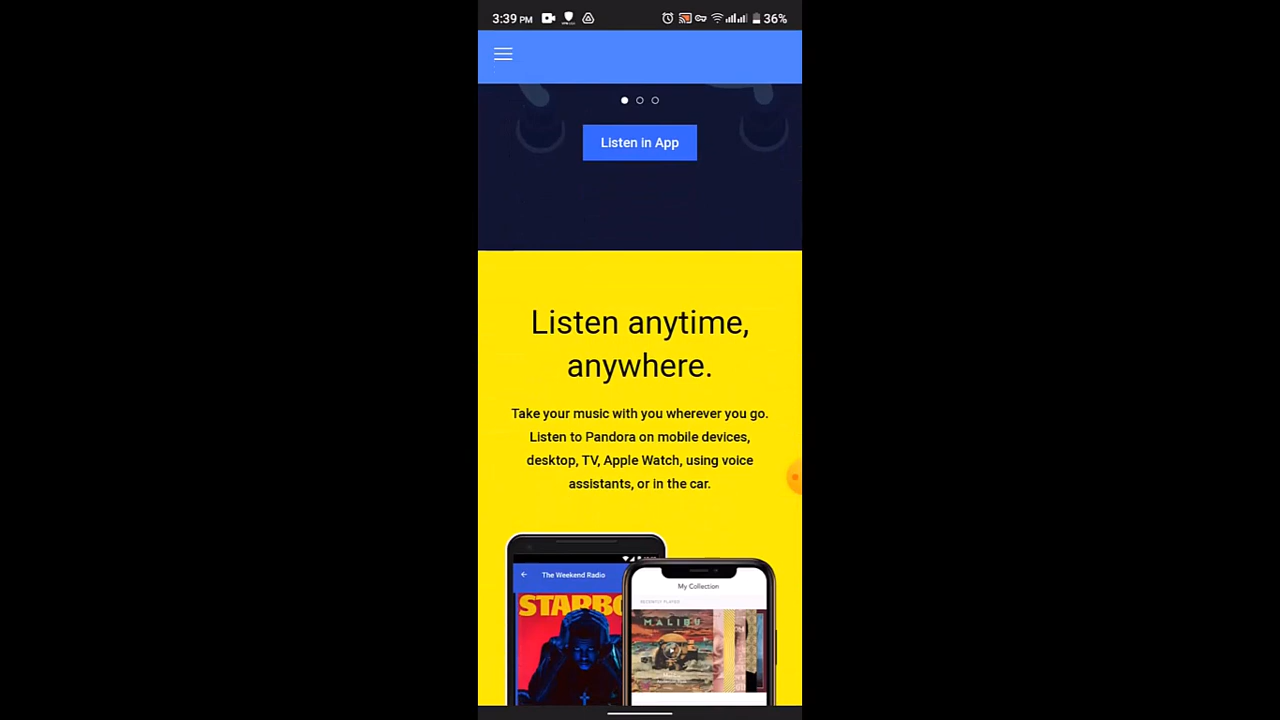 3:39 PM
36%
Listen in App
Listen anytime,
anywhere.
Take your music with you wherever you go.
Listen to Pandora on mobile devices,
desktop, TV, Apple Watch, using voice
assistants, or in the car.
The Weekend Radio
STARBO
My Collection
RECENTLY PLAYED
MALIBU